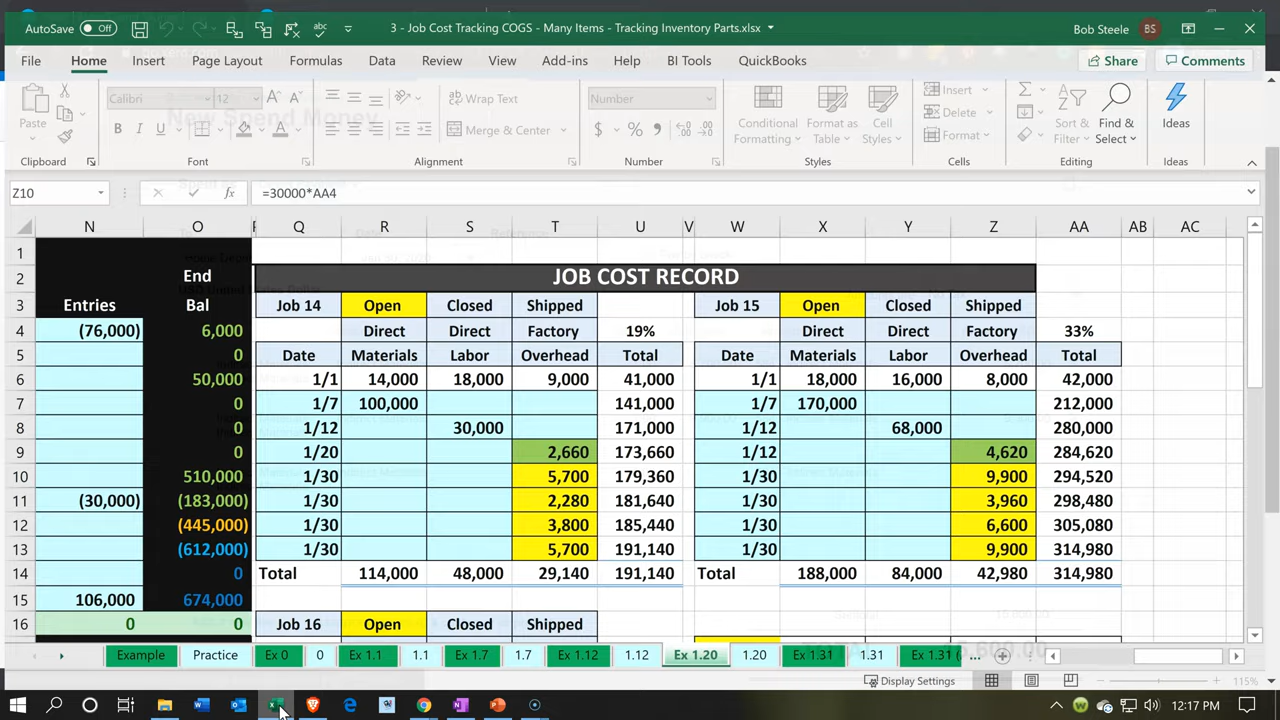 AutoSave Off 3 - Job Cost Tracking COGS - Many Items - Tracking Inventory Parts.xlsx Bob Steele BS
File Home Insert Page Layout Formulas Data Review View Add-ins Help BI Tools QuickBooks Share Comments
Calibri 12 Wrap Text Number Insert
Paste B I U Merge & Center $ % Conditional Formatting Format as Table Cell Styles Delete Format Sort & Filter Find & Select Ideas
Clipboard Font Alignment Number Styles Cells Editing Ideas
New Spend Money
Z10 fx =30000*AA4
N O P Q R S T U V W X Y Z AA AB AC
1
2 End JOB COST RECORD
3 Entries Bal Job 14 Open Closed Shipped Job 15 Open Closed Shipped
4 (76,000) 6,000 Direct Direct Factory 19% Direct Direct Factory 33%
5 0 Date Materials Labor Overhead Total Date Materials Labor Overhead Total
6 50,000 1/1 14,000 18,000 9,000 41,000 1/1 18,000 16,000 8,000 42,000
7 0 1/7 100,000 141,000 1/7 170,000 212,000
8 0 1/12 30,000 171,000 1/12 68,000 280,000
9 0 1/20 2,660 173,660 1/12 4,620 284,620
10 510,000 1/30 5,700 179,360 1/30 9,900 294,520
11 (30,000) (183,000) 1/30 2,280 181,640 1/30 3,960 298,480
12 (445,000) 1/30 3,800 185,440 1/30 6,600 305,080
13 (612,000) 1/30 5,700 191,140 1/30 9,900 314,980
14 0 Total 114,000 48,000 29,140 191,140 Total 188,000 84,000 42,980 314,980
15 106,000 674,000
16 0 0 Job 16 Open Closed Shipped
Example Practice Ex 0 0 Ex 1.1 1.1 Ex 1.7 1.7 Ex 1.12 1.12 Ex 1.20 1.20 Ex 1.31 1.31 Ex 1.31 ( ...
Display Settings 115%
12:17 PM